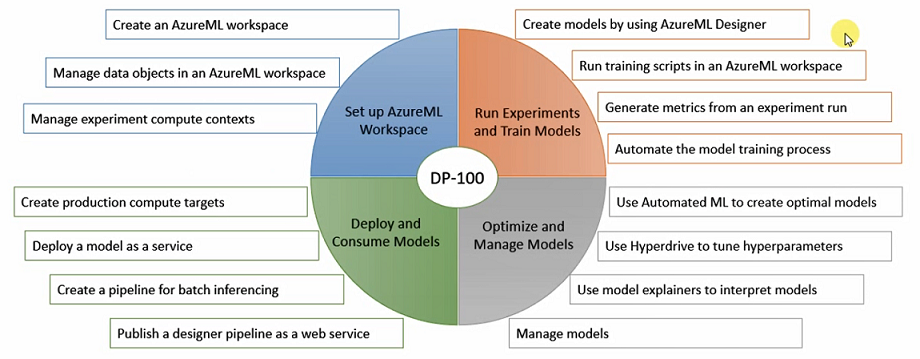 Create an AzureML workspace
Manage data objects in an AzureML workspace
Manage experiment compute contexts
Set up AzureML
Workspace
Create models by using AzureML Designer
Run training scripts in an AzureML workspace
Generate metrics from an experiment run
Automate the model training process
Run Experiments
and Train Models
DP-100
Create production compute targets
Deploy a model as a service
Create a pipeline for batch inferencing
Publish a designer pipeline as a web service
Deploy and
Consume Models
Optimize and
Manage Models
Use Automated ML to create optimal models
Use Hyperdrive to tune hyperparameters
Use model explainers to interpret models
Manage models